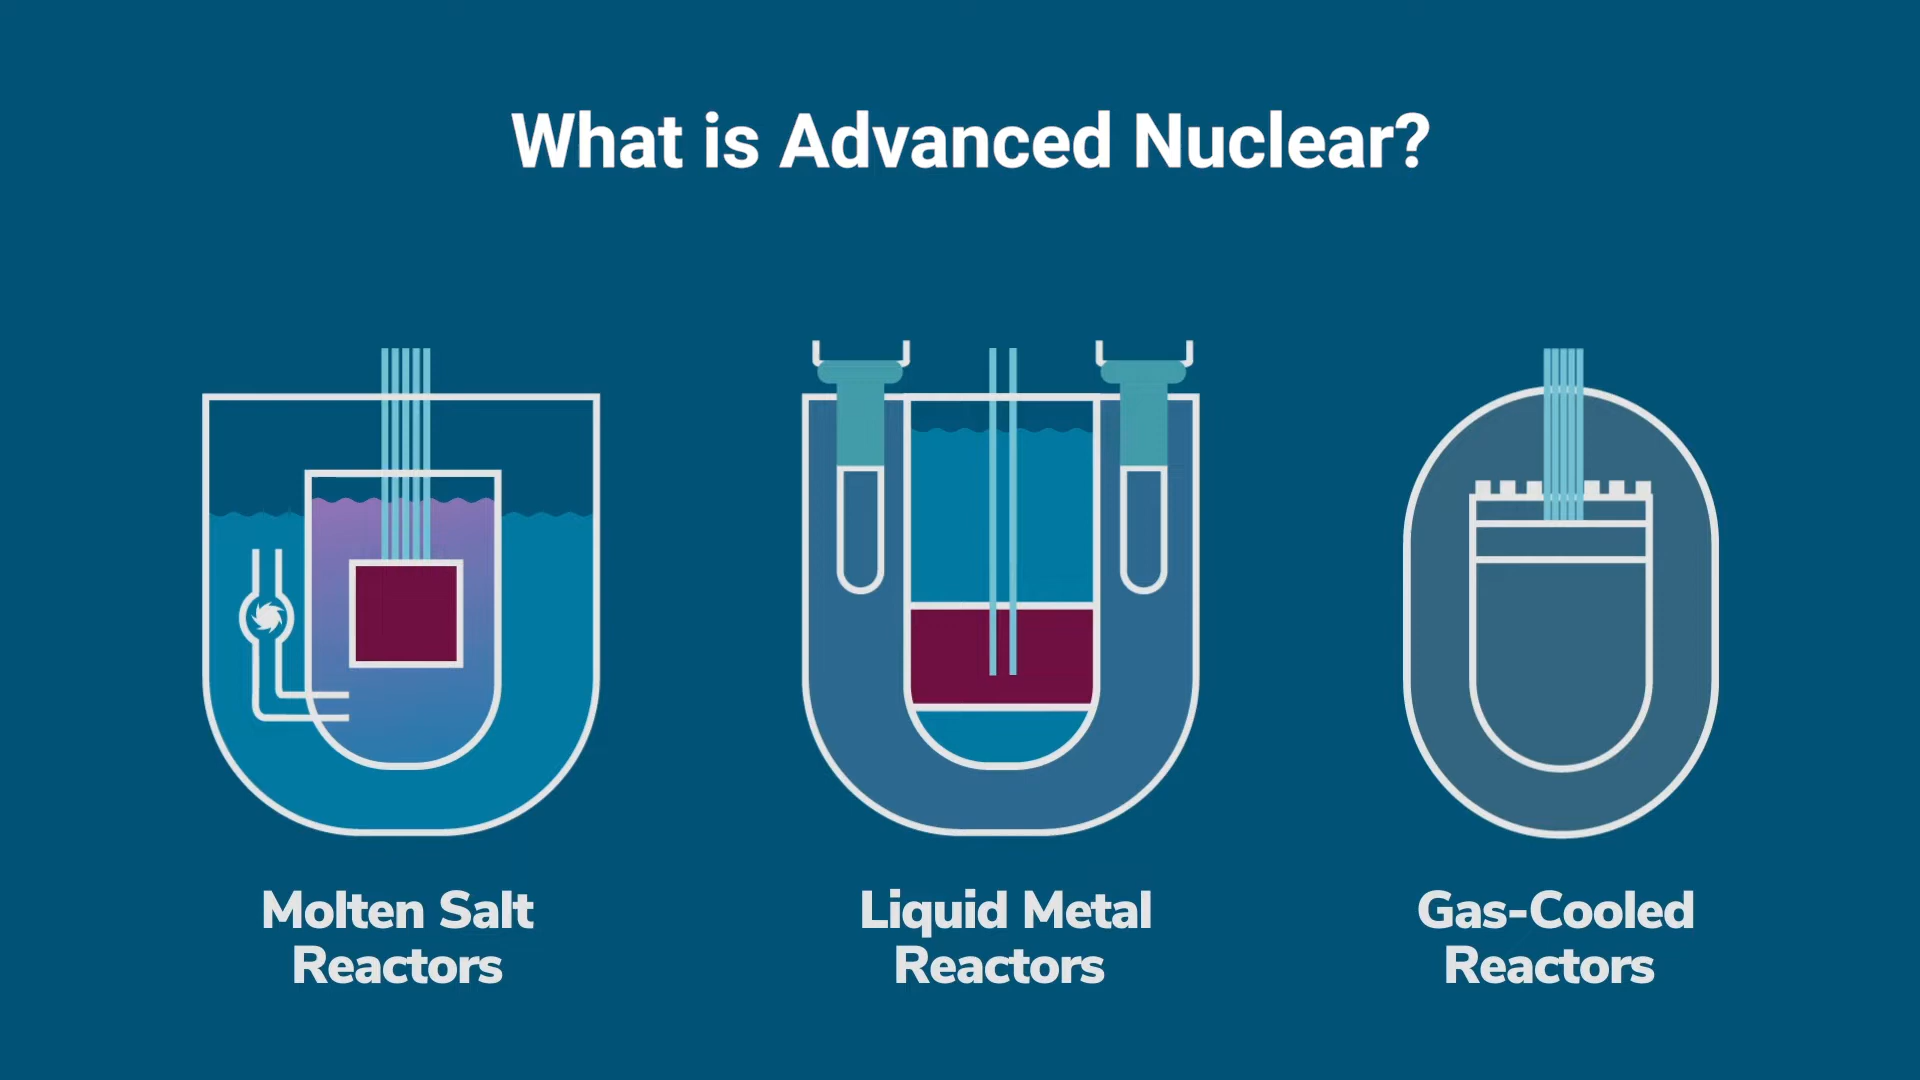 What is Advanced Nuclear?
Molten Salt
Reactors
Liquid Metal
Reactors
Gas-Cooled
Reactors